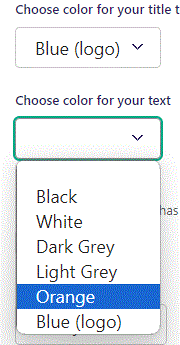 Choose color for your title t
Blue (logo)
Choose color for your text
Black
White
Dark Grey
has
Light Grey
Orange
Blue (logo)